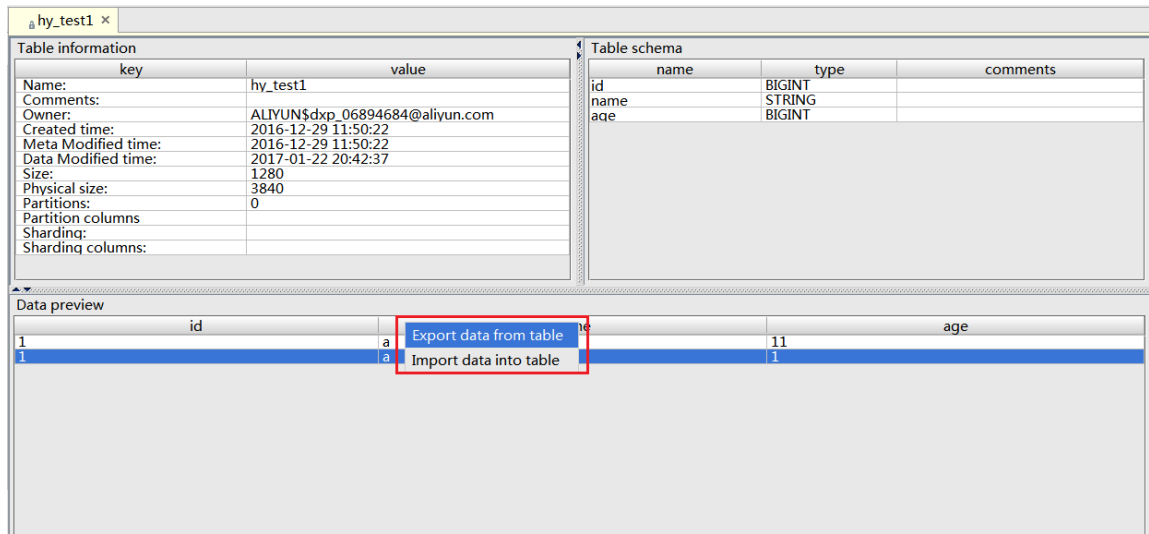 hy_test1 ×
Table information
key value
Name: hy_test1
Comments:
Owner: ALIYUN$dxp_06894684@aliyun.com
Created time: 2016-12-29 11:50:22
Meta Modified time: 2016-12-29 11:50:22
Data Modified time: 2017-01-22 20:42:37
Size: 1280
Physical size: 3840
Partitions: 0
Partition columns
Sharding:
Sharding columns:
Table schema
name type comments
id BIGINT
name STRING
age BIGINT
Data preview
id age
1 a 11
1 a 1
Export data from table
Import data into table